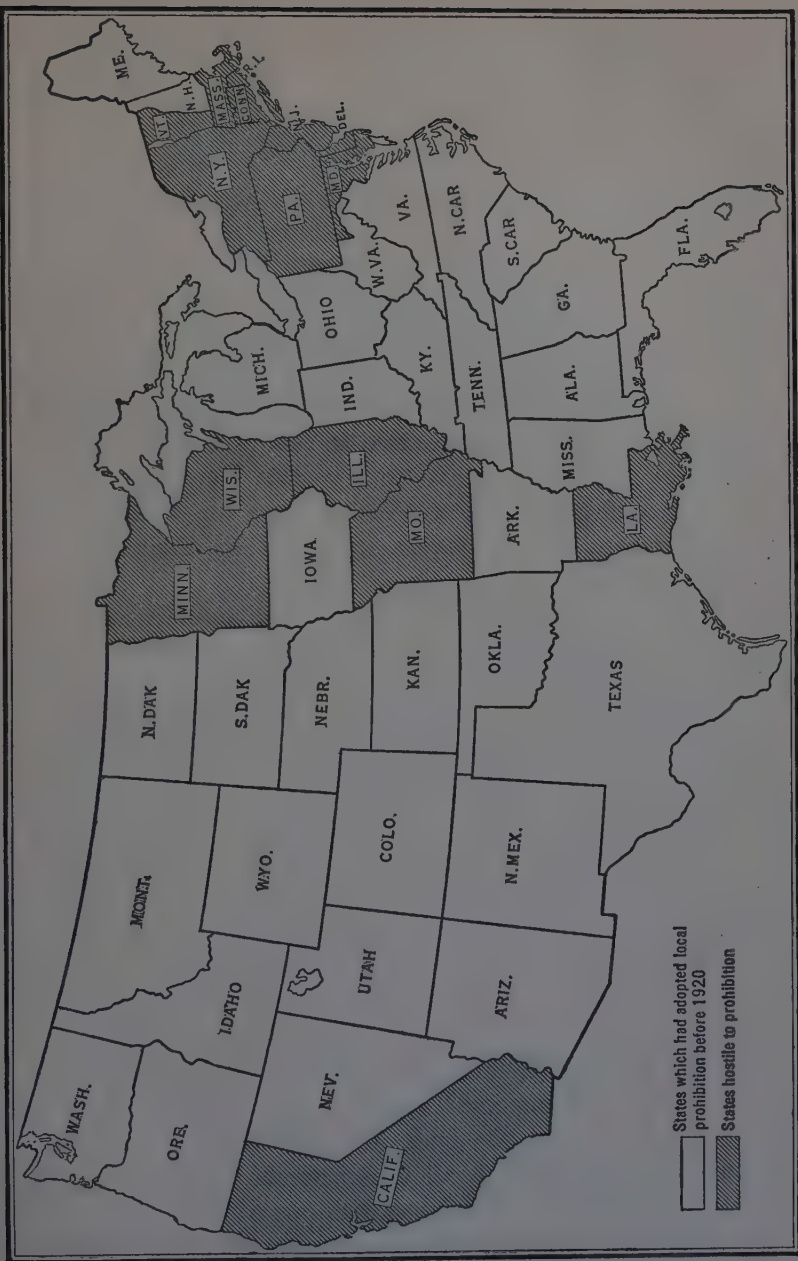 WASH.
ORE.
CALIF.
NEV.
IDAHO
MONT.
WYO.
UTAH
ARIZ.
COLO.
N.MEX.
N.DAK
S.DAK
NEBR.
KAN.
OKLA.
TEXAS
MINN.
IOWA
MO.
ARK.
LA.
WIS.
ILL.
MICH.
IND.
OHIO
KY.
TENN.
MISS.
ALA.
GA.
FLA.
S.CAR
N.CAR
VA.
W.VA.
MD.
DEL.
PA.
N.J.
N.Y.
CONN.
R.I.
MASS.
VT.
N.H.
ME.
States which had adopted local
prohibition before 1920
States hostile to prohibition